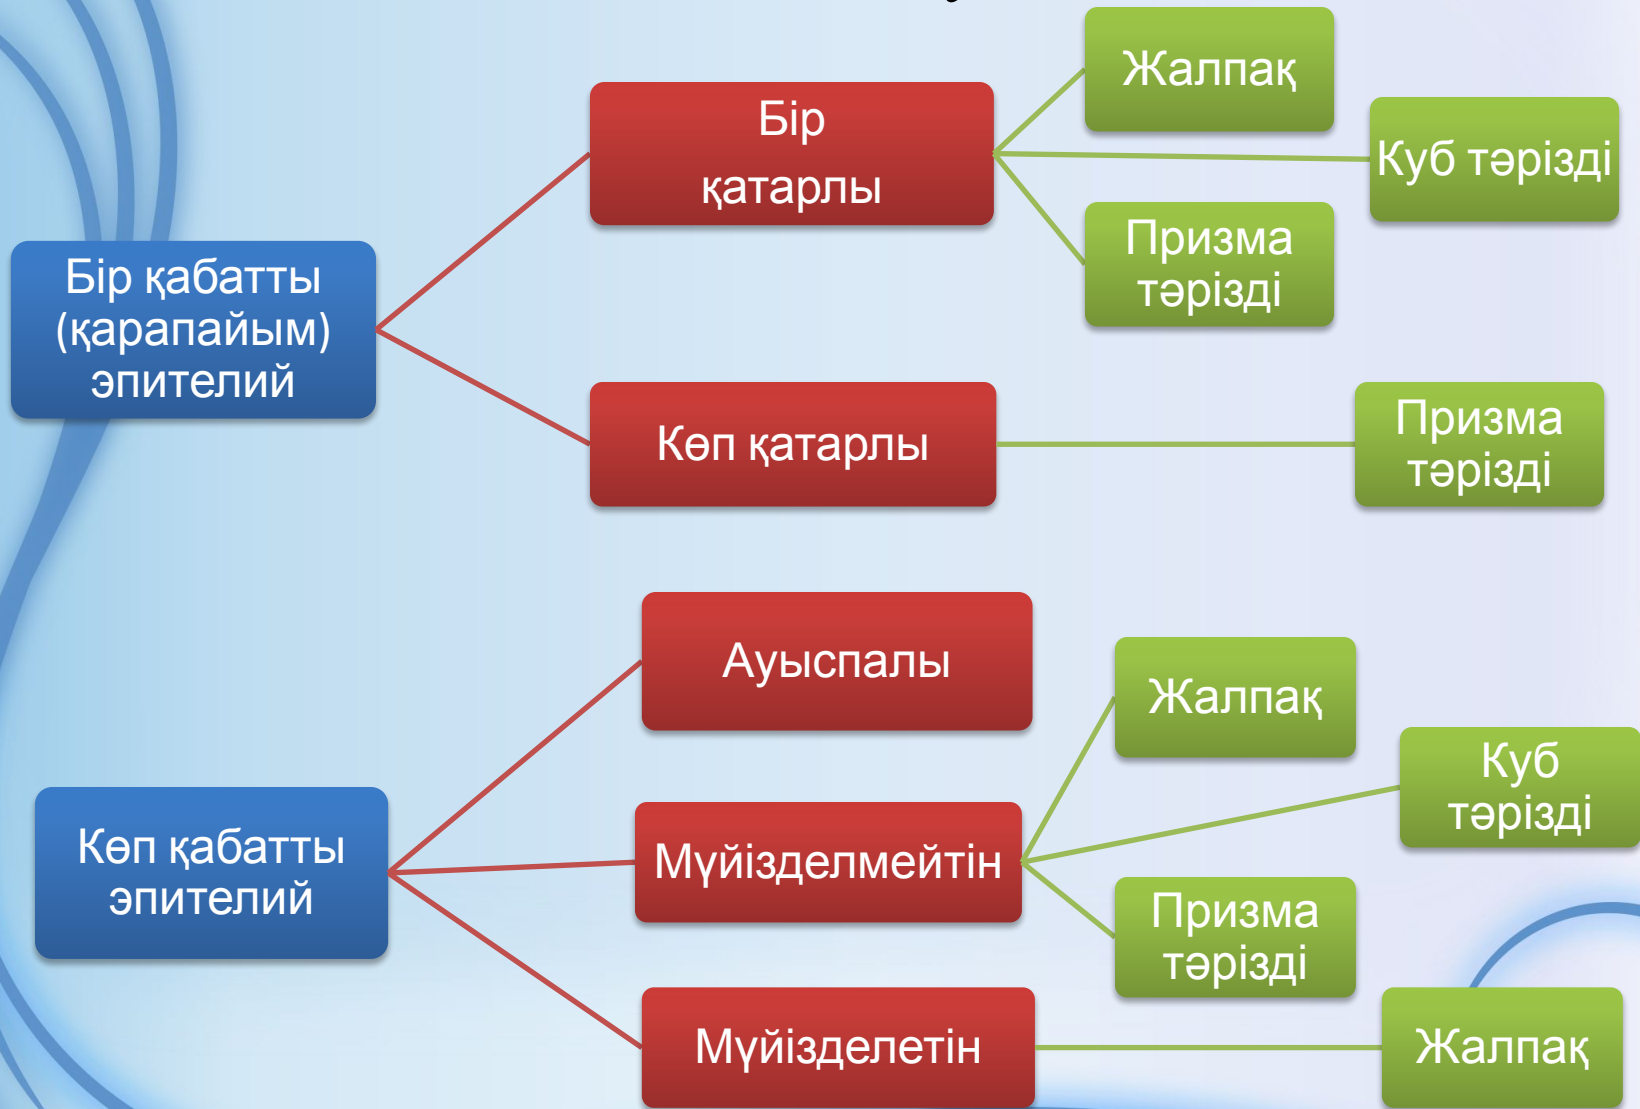 Жалпақ
Бір
қатарлы
Куб тәрізді
Призма
тәрізді
Бір қабатты
(қарапайым)
эпителий
Көп қатарлы
Призма
тәрізді
Ауыспалы
Жалпақ
Куб
тәрізді
Көп қабатты
эпителий
Мүйізделмейтін
Призма
тәрізді
Мүйізделетін
Жалпақ